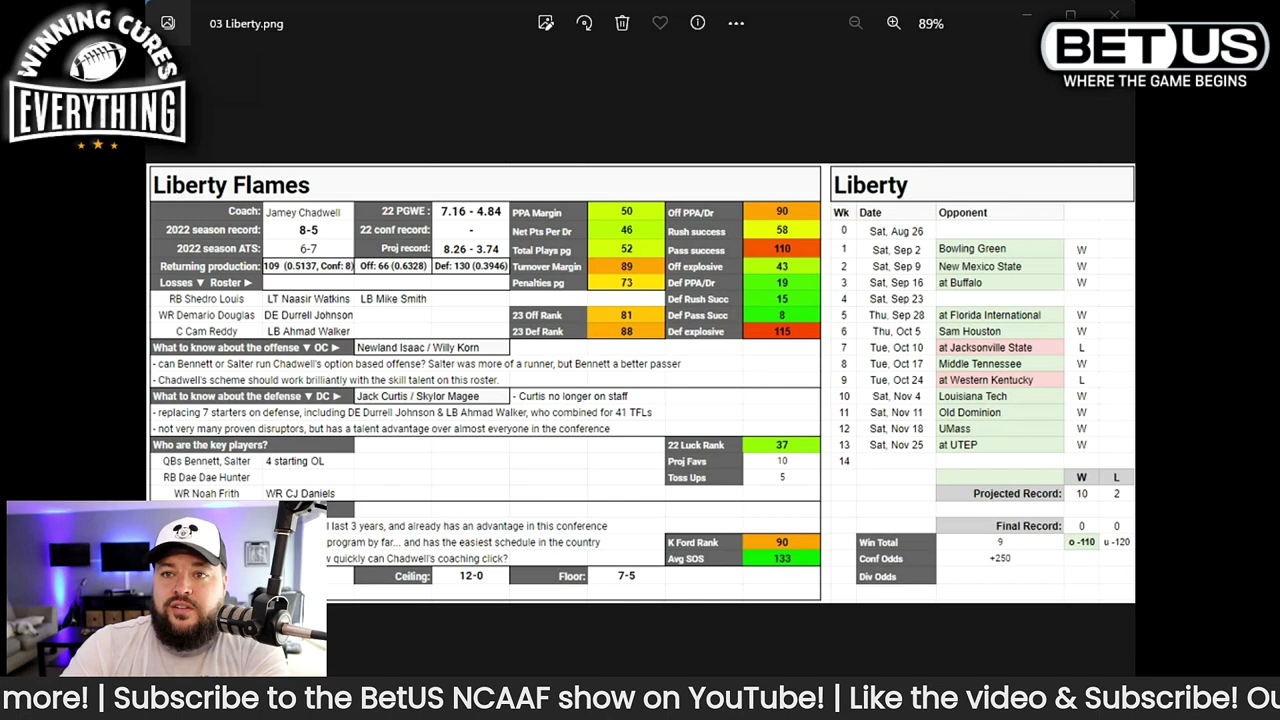 WINNING CURES
EVERYTHING
03 Liberty.png
89%
BETUS
WHERE THE GAME BEGINS
Liberty Flames
Coach: Jamey Chadwell 22 PGWE : 7.16 - 4.84 PPA Margin 50 Off PPA/Dr 90
2022 season record: 8-5 22 conf record: - Net Pts Per Dr 46 Rush success 58
2022 season ATS: 6-7 Proj record: 8.26 - 3.74 Total Plays pg 52 Pass success 110
Returning production: 109 (0.5137, Conf: 8) Off: 66 (0.6328) Def: 130 (0.3946) Turnover Margin 89 Off explosive 43
Losses ▼ Roster ► Penalties pg 73 Def PPA/Dr 19
RB Shedro Louis LT Naasir Watkins LB Mike Smith Def Rush Succ 15
WR Demario Douglas DE Durrell Johnson 23 Off Rank 81 Def Pass Succ 8
C Cam Reddy LB Ahmad Walker 23 Def Rank 88 Def explosive 115
What to know about the offense ▼ OC ► Newland Isaac / Willy Korn
- can Bennett or Salter run Chadwell's option based offense? Salter was more of a runner, but Bennett a better passer
- Chadwell's scheme should work brilliantly with the skill talent on this roster.
What to know about the defense ▼ DC ► Jack Curtis / Skylor Magee - Curtis no longer on staff
- replacing 7 starters on defense, including DE Durrell Johnson & LB Ahmad Walker, who combined for 41 TFLs
- not very many proven disruptors, but has a talent advantage over almost everyone in the conference
Who are the key players? 22 Luck Rank 37
QBs Bennett, Salter 4 starting OL Proj Favs 10
RB Dae Dae Hunter Toss Ups 5
WR Noah Frith WR CJ Daniels
last 3 years, and already has an advantage in this conference
program by far... and has the easiest schedule in the country K Ford Rank 90
quickly can Chadwell's coaching click? Avg SOS 133
Ceiling: 12-0 Floor: 7-5
Liberty
Wk Date Opponent
0 Sat, Aug 26
1 Sat, Sep 2 Bowling Green W
2 Sat, Sep 9 New Mexico State W
3 Sat, Sep 16 at Buffalo W
4 Sat, Sep 23
5 Thu, Sep 28 at Florida International W
6 Thu, Oct 5 Sam Houston W
7 Tue, Oct 10 at Jacksonville State L
8 Tue, Oct 17 Middle Tennessee W
9 Tue, Oct 24 at Western Kentucky L
10 Sat, Nov 4 Louisiana Tech W
11 Sat, Nov 11 Old Dominion W
12 Sat, Nov 18 UMass W
13 Sat, Nov 25 at UTEP W
14
W L
Projected Record: 10 2
Final Record: 0 0
Win Total 9 o -110 u -120
Conf Odds +250
Div Odds
more! | Subscribe to the BetUS NCAAF show on YouTube! | Like the video & Subscribe! Ou